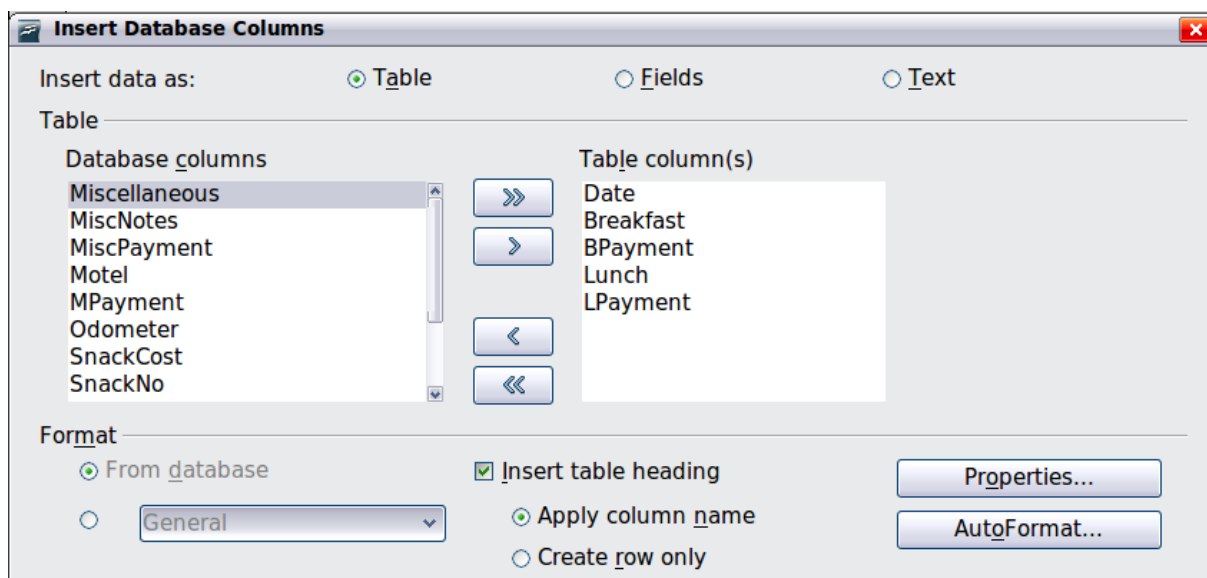 Insert Database Columns
Insert data as: Table Fields Text
Table
Database columns
Miscellaneous
MiscNotes
MiscPayment
Motel
MPayment
Odometer
SnackCost
SnackNo
Table column(s)
Date
Breakfast
BPayment
Lunch
LPayment
Format
From database
General
Insert table heading
Apply column name
Create row only
Properties...
AutoFormat...